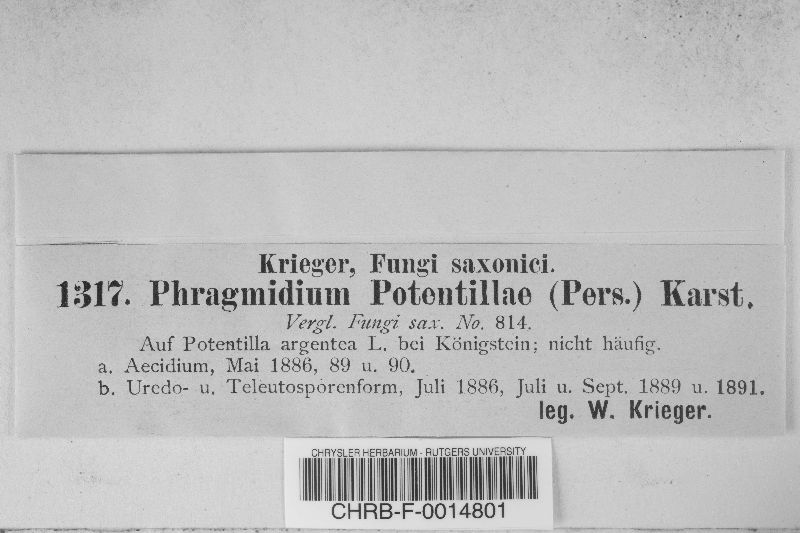 Krieger, Fungi saxonici.
1317. Phragmidium Potentillae (Pers.) Karst.
Vergl. Fungi sax. No. 814.
Auf Potentilla argentea L. bei Königstein; nicht häufig.
a. Aecidium, Mai 1886, 89 u. 90.
b. Uredo- u. Teleutosporenform, Juli 1886, Juli u. Sept. 1889 u. 1891.
leg. W. Krieger.
CHRYSLER HERBARIUM - RUTGERS UNIVERSITY
CHRB-F-0014801